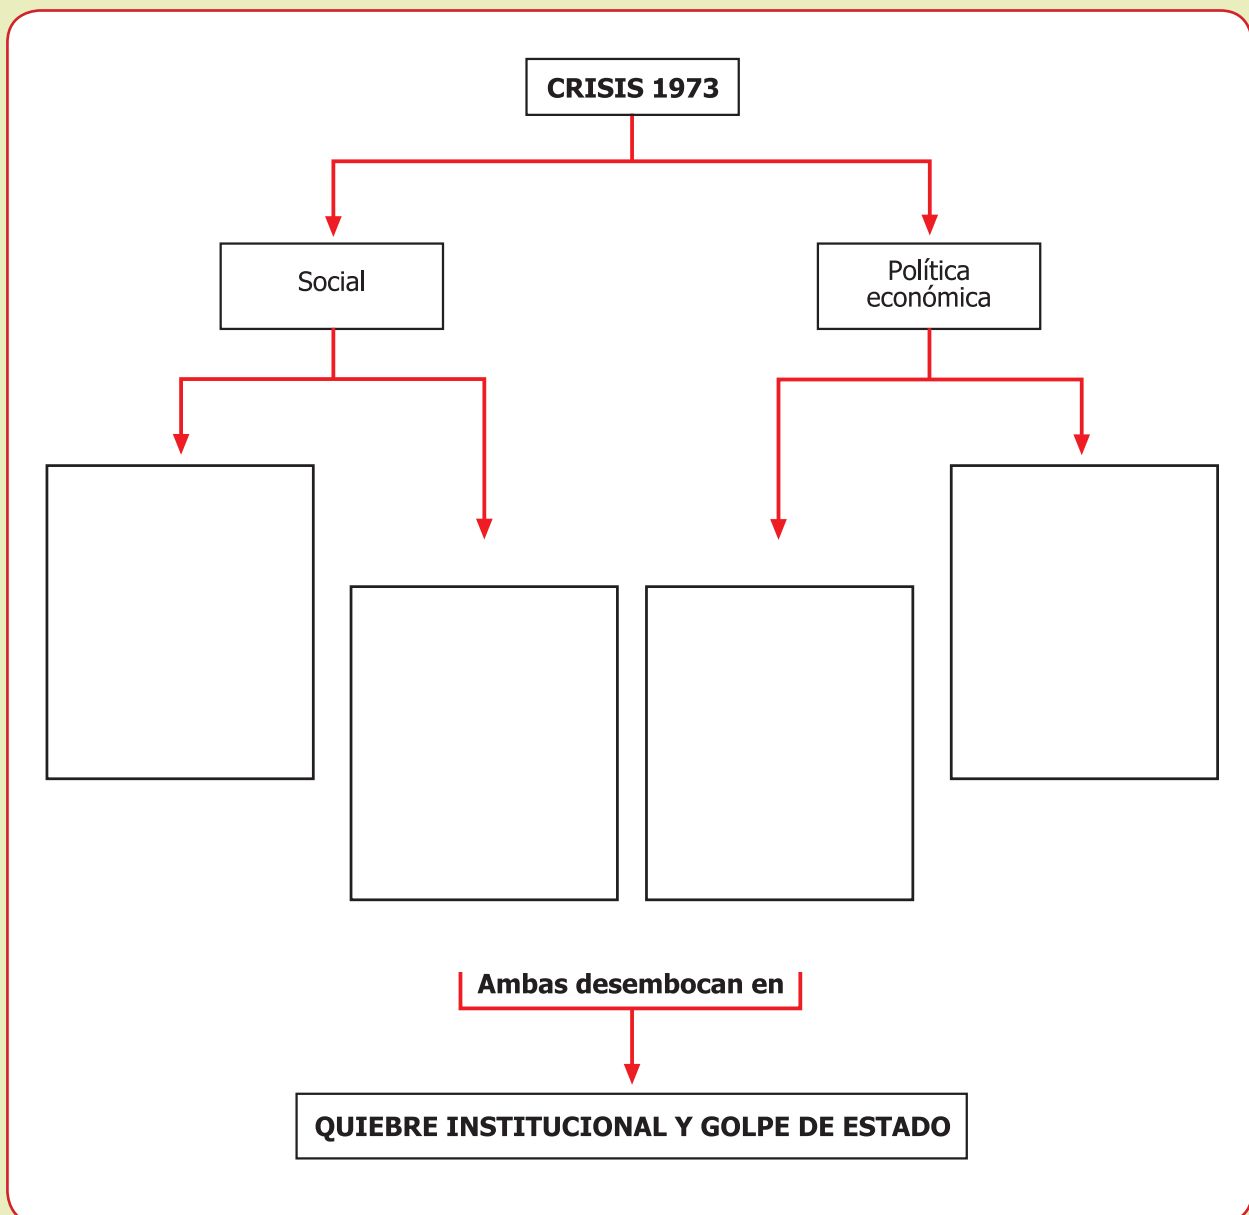 CRISIS 1973
Social
Política
económica
Ambas desembocan en
QUIEBRE INSTITUCIONAL Y GOLPE DE ESTADO